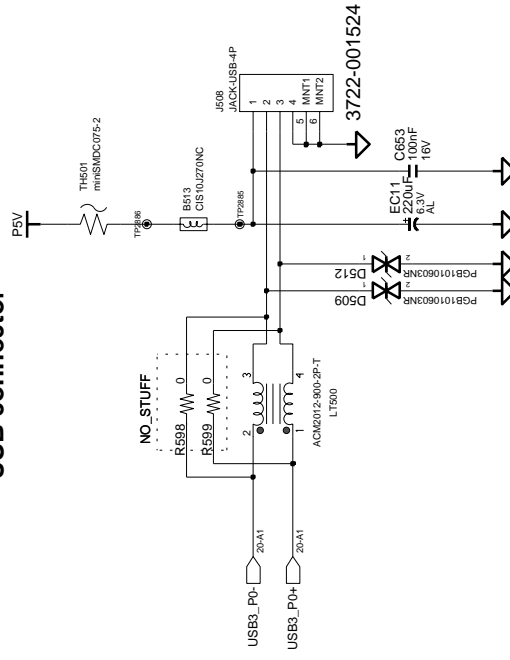 P5V
TH501
miniSMDC075-2
TP2886
B513
CIS10J270NC
TP2885
J508
JACK-USB-4P
1
2
3
4
5
MNT1
6
MNT2
3722-001524
C653
100nF
16V
EC11
220uF
6.3V
AL
D512
1
2
PGB1010603NR
D509
1
2
PGB1010603NR
NO_STUFF
R598
0
R599
0
2
3
1
4
ACM2012-900-2P-T
LT500
USB3_P0-
20-A1
USB3_P0+
20-A1